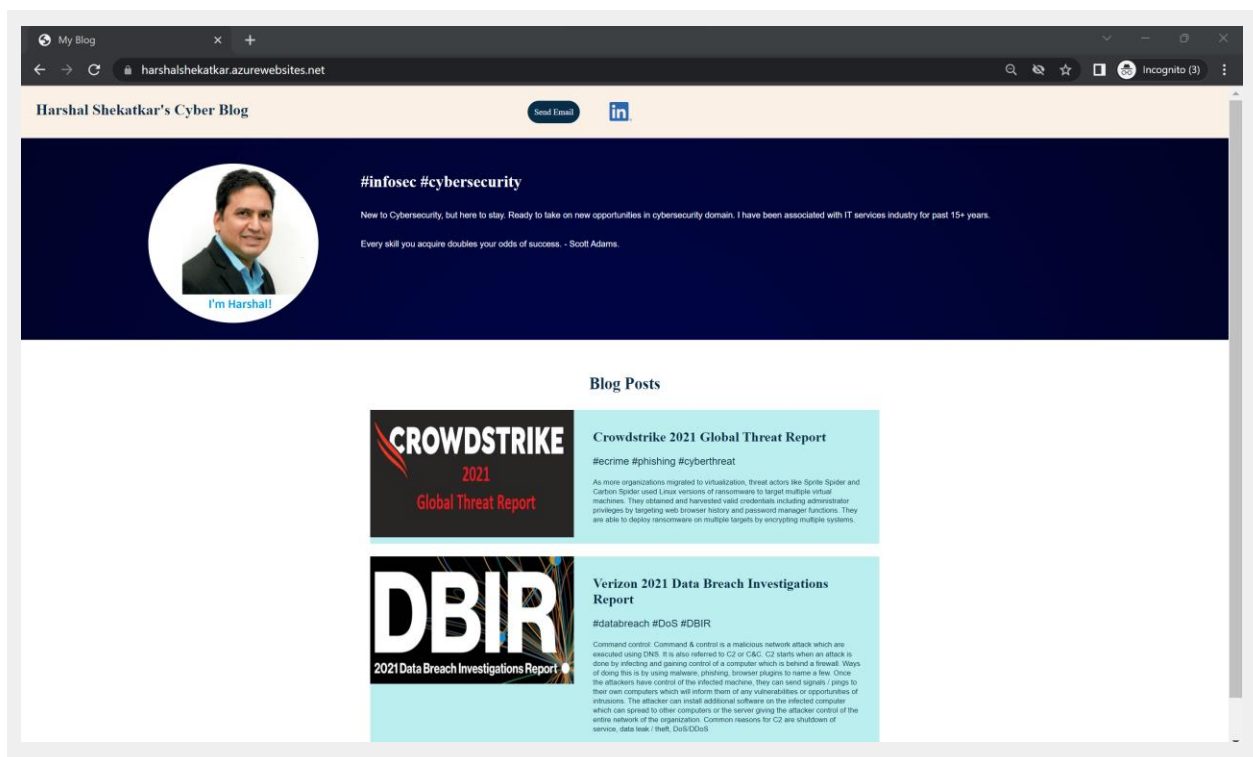 My Blog
harshalshekatkar.azurewebsites.net
Incognito (3)
Harshal Shekatkar's Cyber Blog
Send Email
in
#infosec #cybersecurity
New to Cybersecurity, but here to stay. Ready to take on new opportunities in cybersecurity domain. I have been associated with IT services industry for past 15+ years.
Every skill you acquire doubles your odds of success. - Scott Adams.
I'm Harshal!
Blog Posts
CROWDSTRIKE
2021
Global Threat Report
Crowdstrike 2021 Global Threat Report
#ecrime #phishing #cyberthreat
As more organizations migrated to virtualization, threat actors like Sprite Spider and
Carbon Spider used Linux versions of ransomware to target multiple virtual
machines. They obtained and harvested valid credentials including administrator
privileges by targeting web browser history and password manager functions. They
are able to deploy ransomware on multiple targets by encrypting multiple systems.
DBIR
2021 Data Breach Investigations Report
Verizon 2021 Data Breach Investigations
Report
#databreach #DoS #DBIR
Command control: Command & control is a malicious network attack which are
executed using DNS. It is also referred to C2 or C&C. C2 starts when an attack is
done by infecting and gaining control of a computer which is behind a firewall. Ways
of doing this is by using malware, phishing, browser plugins to name a few. Once
the attackers have control of the infected machine, they can send signals / pings to
their own computers which will inform them of any vulnerabilities or opportunities of
intrusions. The attacker can install additional software on the infected computer
which can spread to other computers or the server giving the attacker control of the
entire network of the organization. Common reasons for C2 are shutdown of
service, data leak / theft, DoS/DDoS